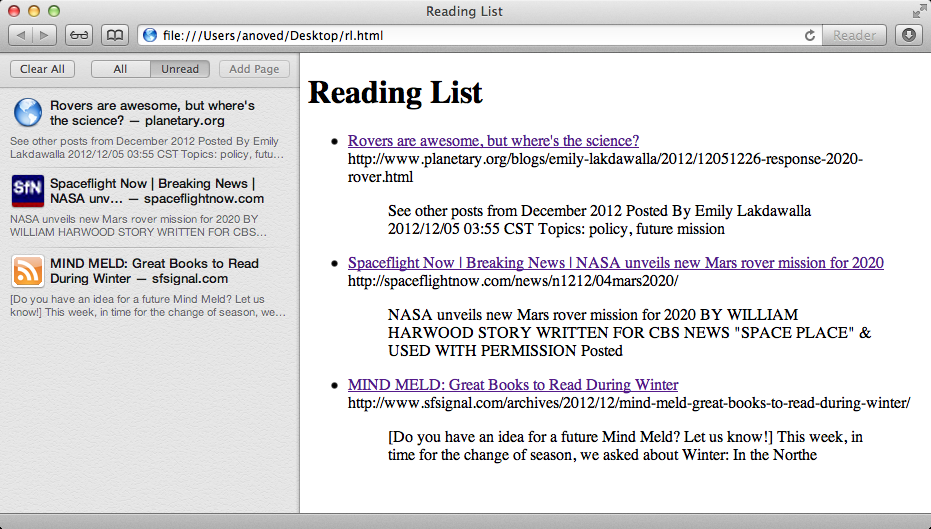 Reading List
file:///Users/anoved/Desktop/rl.html
Reader
Clear All
All
Unread
Add Page
Rovers are awesome, but where's
the science? — planetary.org
See other posts from December 2012 Posted By Emily
Lakdawalla 2012/12/05 03:55 CST Topics: policy, futu...
SfN
Spaceflight Now | Breaking News |
NASA unv... — spaceflightnow.com
NASA unveils new Mars rover mission for 2020 BY
WILLIAM HARWOOD STORY WRITTEN FOR CBS...
MIND MELD: Great Books to Read
During Winter — sfsignal.com
[Do you have an idea for a future Mind Meld? Let us
know!] This week, in time for the change of season, we...
Reading List
Rovers are awesome, but where's the science?
http://www.planetary.org/blogs/emily-lakdawalla/2012/12051226-response-2020-
rover.html
See other posts from December 2012 Posted By Emily Lakdawalla
2012/12/05 03:55 CST Topics: policy, future mission
Spaceflight Now | Breaking News | NASA unveils new Mars rover mission for 2020
http://spaceflightnow.com/news/n1212/04mars2020/
NASA unveils new Mars rover mission for 2020 BY WILLIAM
HARWOOD STORY WRITTEN FOR CBS NEWS "SPACE PLACE" &
USED WITH PERMISSION Posted
MIND MELD: Great Books to Read During Winter
http://www.sfsignal.com/archives/2012/12/mind-meld-great-books-to-read-during-winter/
[Do you have an idea for a future Mind Meld? Let us know!] This week, in
time for the change of season, we asked about Winter: In the Northe